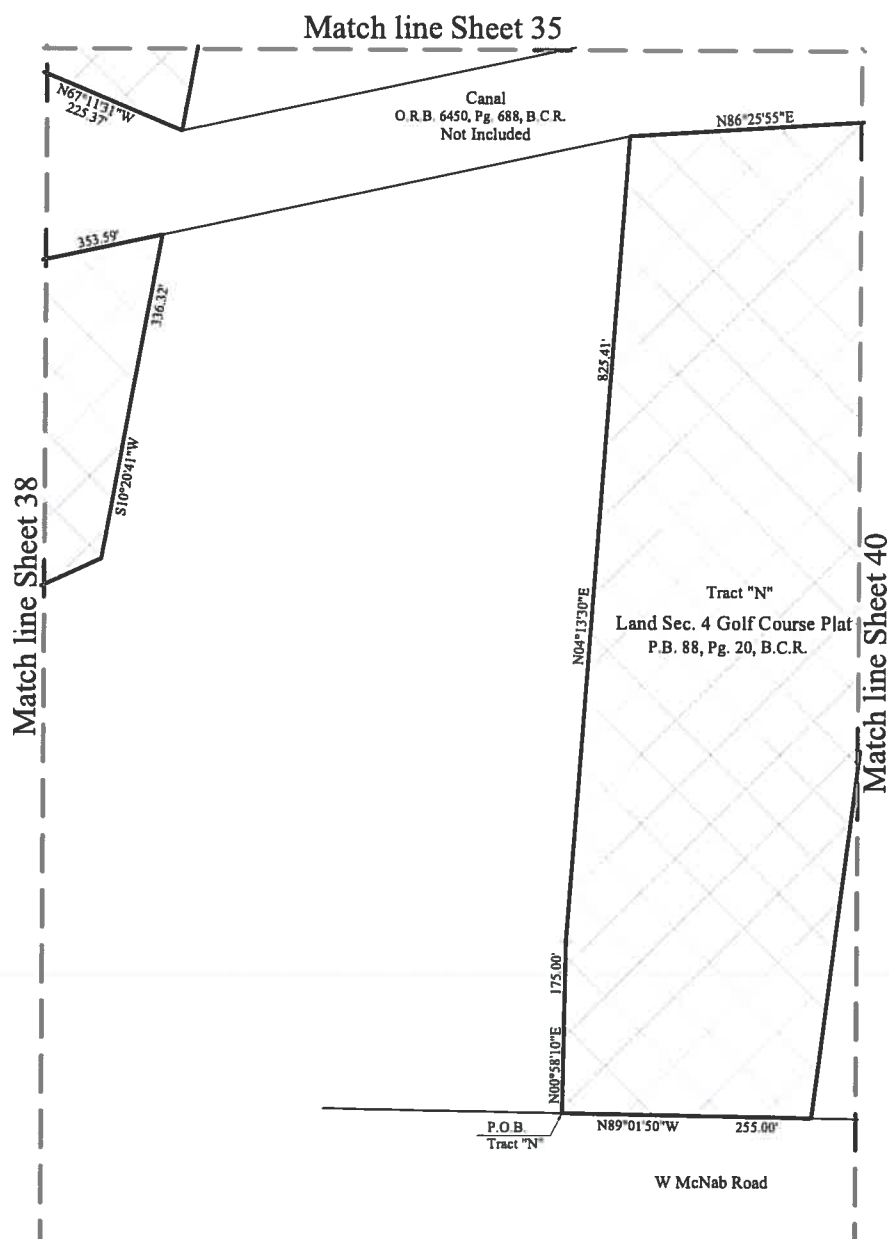 Match line Sheet 35
N67°11'31"W
225.37'
Canal
O.R.B. 6450, Pg. 688, B.C.R.
Not Included
N86°25'55"E
353.59'
336.32'
S10°20'41"W
825.41'
N04°13'30"E
Match line Sheet 38
Tract "N"
Land Sec. 4 Golf Course Plat
P.B. 88, Pg. 20, B.C.R.
Match line Sheet 40
175.00'
N00°58'10"E
P.O.B.
Tract "N"
N89°01'50"W
255.00'
W McNab Road